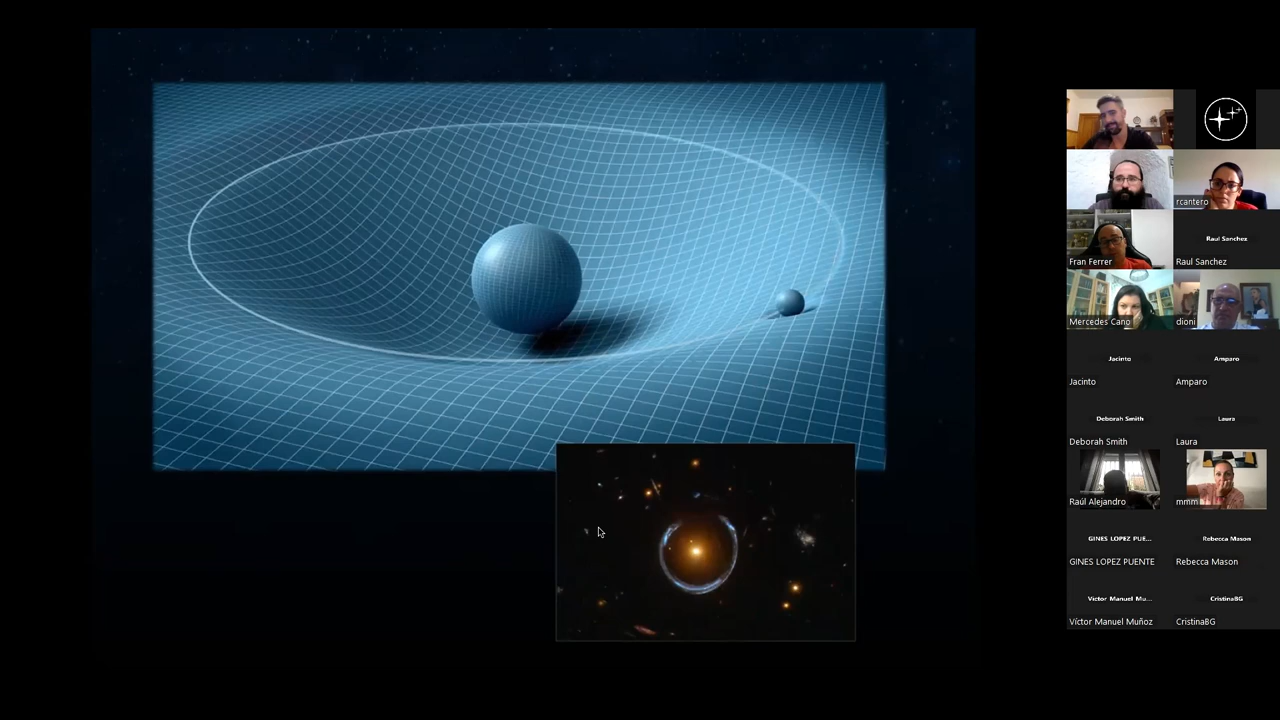 rcantero
Fran Ferrer
Raul Sanchez
Raul Sanchez
Mercedes Cano
dioni
Jacinto
Amparo
Jacinto
Amparo
Deborah Smith
Laura
Deborah Smith
Laura
Raúl Alejandro
mmm
GINES LOPEZ PUE...
Rebecca Mason
GINES LOPEZ PUENTE
Rebecca Mason
Victor Manuel Mu...
CristinaBG
Víctor Manuel Muñoz
CristinaBG